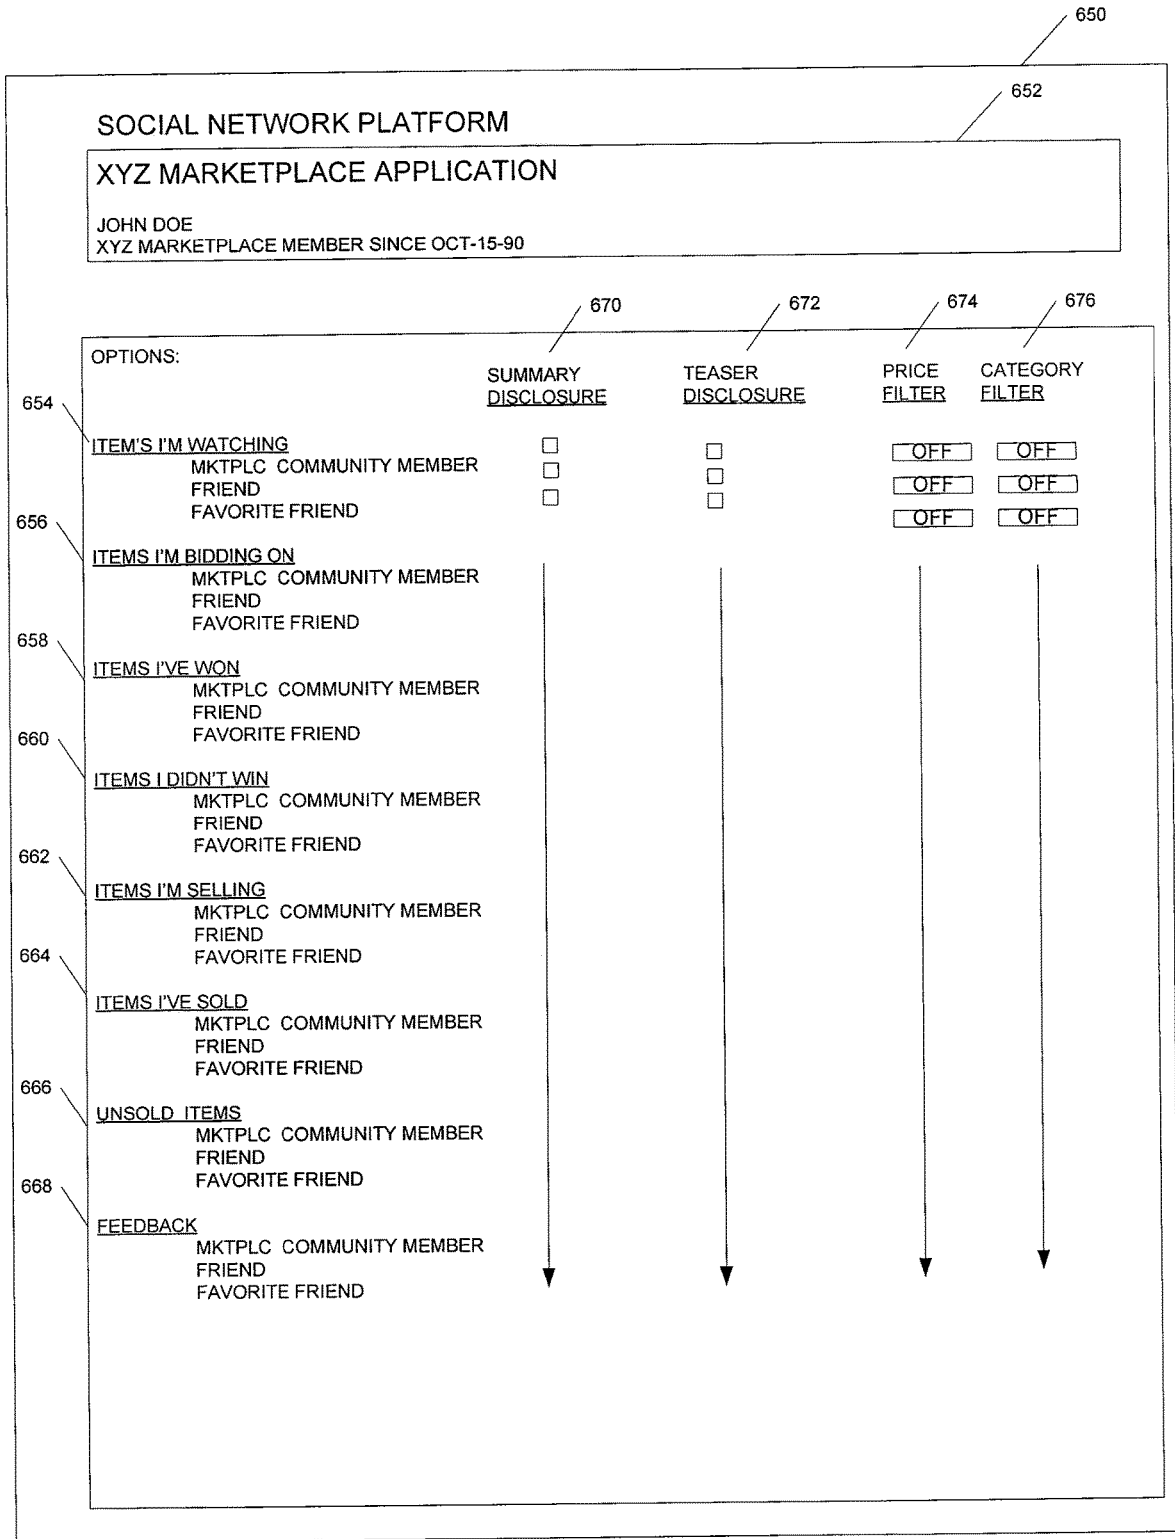 650
652
SOCIAL NETWORK PLATFORM
XYZ MARKETPLACE APPLICATION
JOHN DOE
XYZ MARKETPLACE MEMBER SINCE OCT-15-90
670
672
674
676
OPTIONS:
SUMMARY
DISCLOSURE
TEASER
DISCLOSURE
PRICE
FILTER
CATEGORY
FILTER
654
ITEM'S I'M WATCHING
MKTPLC COMMUNITY MEMBER
FRIEND
FAVORITE FRIEND
OFF OFF
OFF OFF
OFF OFF
656
ITEMS I'M BIDDING ON
MKTPLC COMMUNITY MEMBER
FRIEND
FAVORITE FRIEND
658
ITEMS I'VE WON
MKTPLC COMMUNITY MEMBER
FRIEND
FAVORITE FRIEND
660
ITEMS I DIDN'T WIN
MKTPLC COMMUNITY MEMBER
FRIEND
FAVORITE FRIEND
662
ITEMS I'M SELLING
MKTPLC COMMUNITY MEMBER
FRIEND
FAVORITE FRIEND
664
ITEMS I'VE SOLD
MKTPLC COMMUNITY MEMBER
FRIEND
FAVORITE FRIEND
666
UNSOLD ITEMS
MKTPLC COMMUNITY MEMBER
FRIEND
FAVORITE FRIEND
668
FEEDBACK
MKTPLC COMMUNITY MEMBER
FRIEND
FAVORITE FRIEND